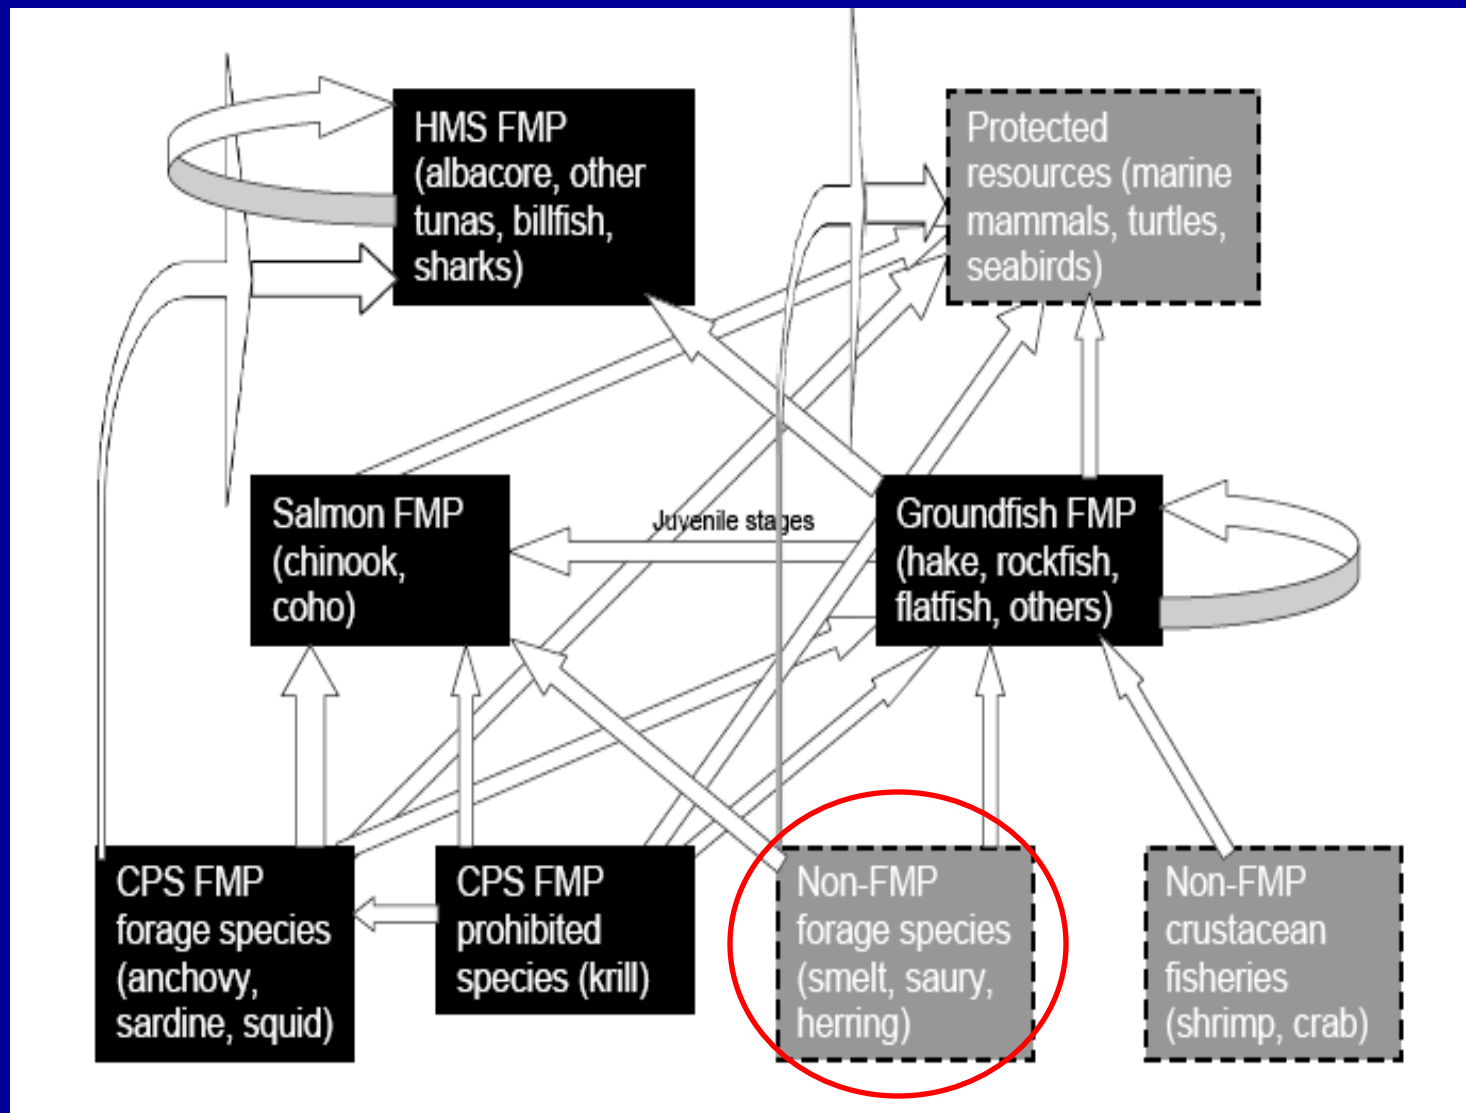 HMS FMP
(albacore, other
tunas, billfish,
sharks)
Protected
resources (marine
mammals, turtles,
seabirds)
Salmon FMP
(chinook,
coho)
Juvenile stages
Groundfish FMP
(hake, rockfish,
flatfish, others)
CPS FMP
forage species
(anchovy,
sardine, squid)
CPS FMP
prohibited
species (krill)
Non-FMP
forage species
(smelt, saury,
herring)
Non-FMP
crustacean
fisheries
(shrimp, crab)